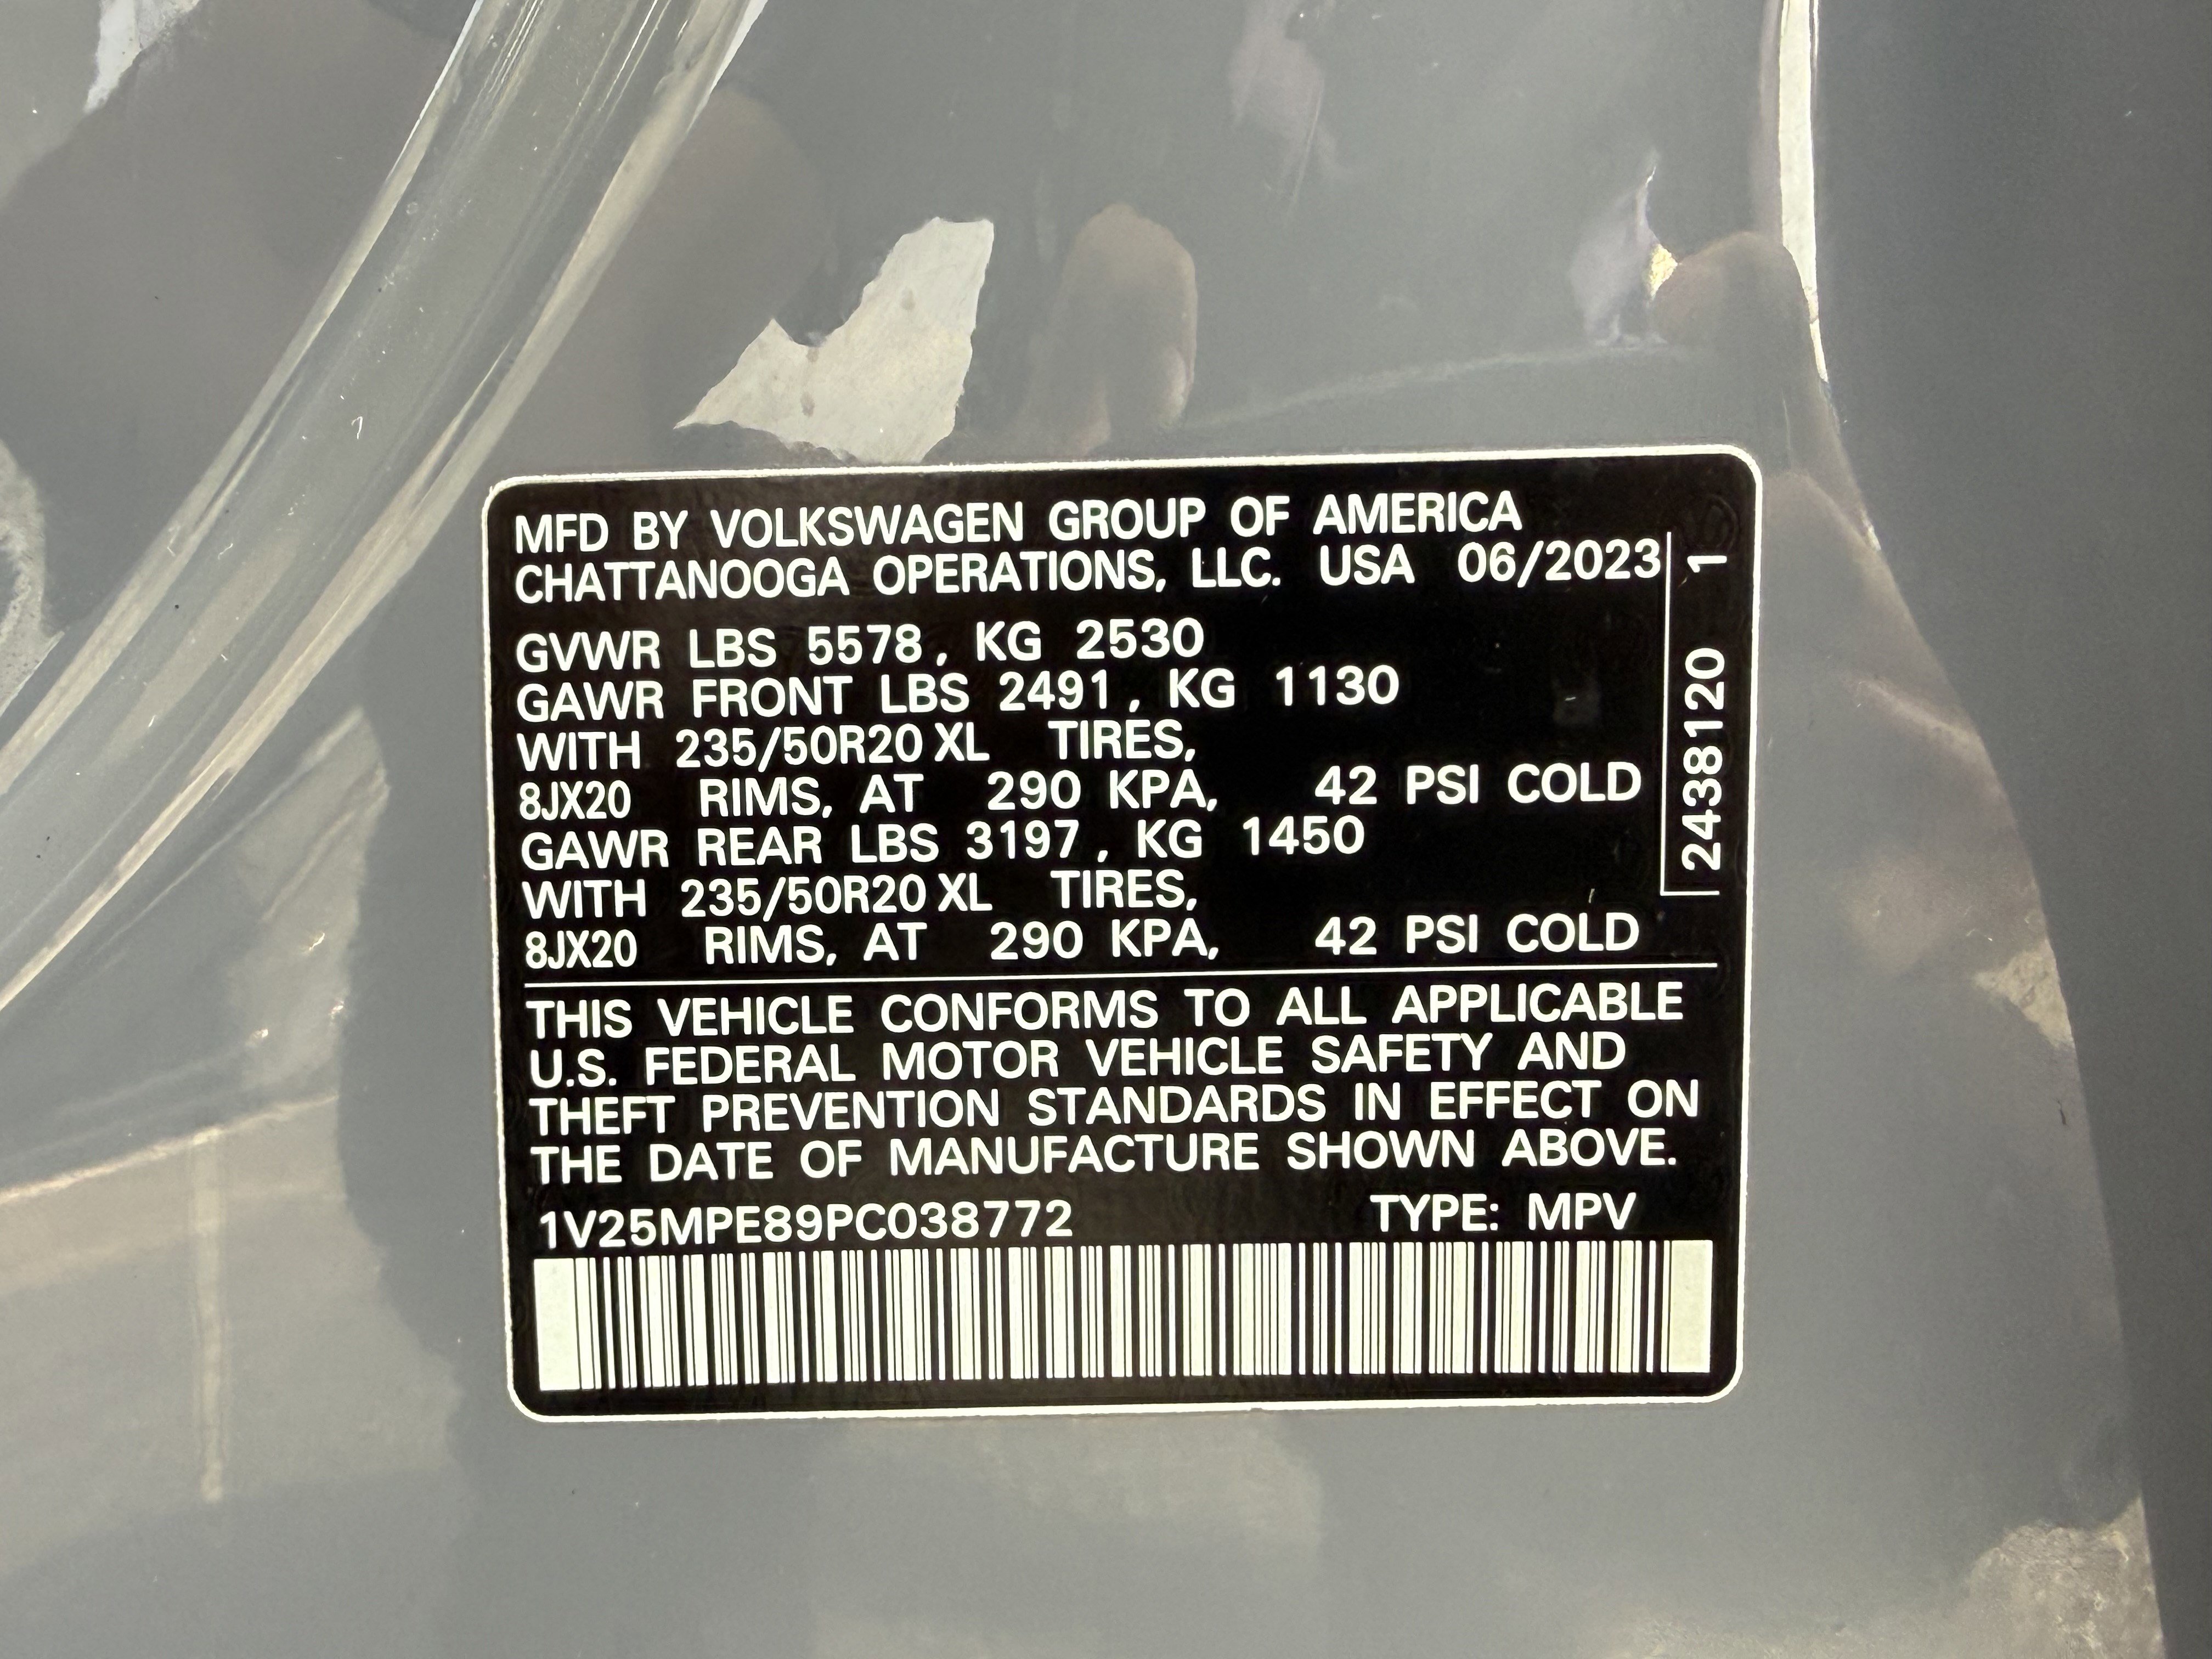 MFD BY VOLKSWAGEN GROUP OF AMERICA
CHATTANOOGA OPERATIONS, LLC. USA 06/2023
GVWR LBS 5578, KG 2530
GAWR FRONT LBS 2491, KG 1130
WITH 235/50R20 XL TIRES,
8JX20 RIMS, AT 290 KPA, 42 PSI COLD
GAWR REAR LBS 3197, KG 1450
WITH 235/50R20 XL TIRES,
8JX20 RIMS, AT 290 KPA, 42 PSI COLD
2438120 1
THIS VEHICLE CONFORMS TO ALL APPLICABLE
U.S. FEDERAL MOTOR VEHICLE SAFETY AND
THEFT PREVENTION STANDARDS IN EFFECT ON
THE DATE OF MANUFACTURE SHOWN ABOVE.
1V25MPE89PC038772 TYPE: MPV